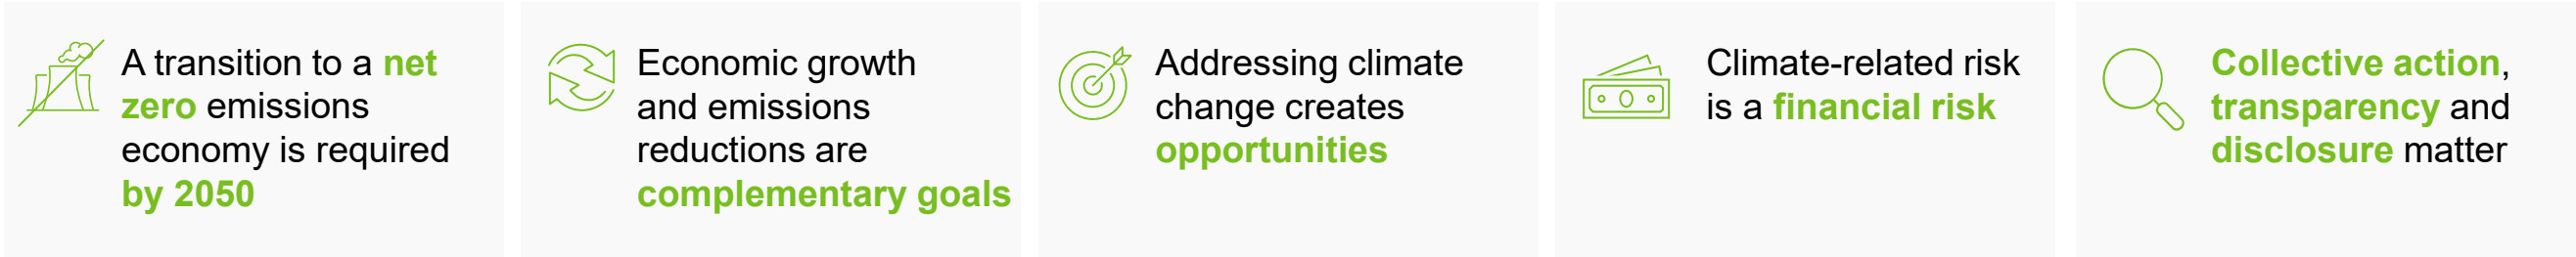 A transition to a net
zero emissions
economy is required
by 2050
Economic growth
and emissions
reductions are
complementary goals
Addressing climate
change creates
opportunities
Climate-related risk
is a financial risk
Collective action,
transparency and
disclosure matter